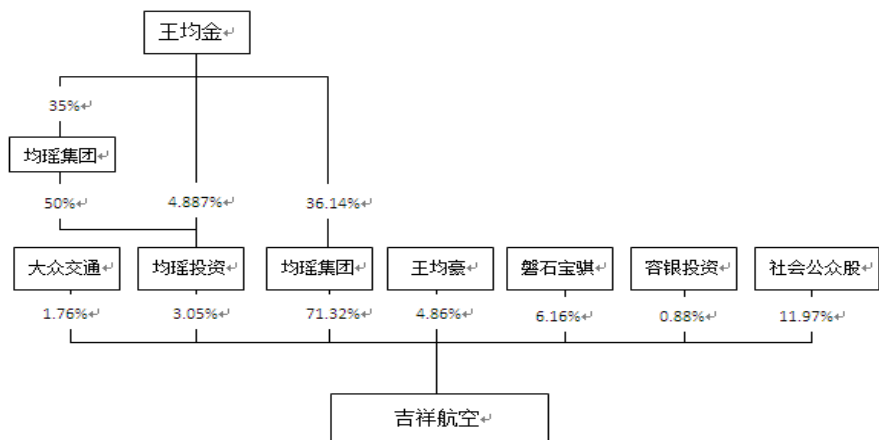 王均金
35%
均瑶集团
50%
4.887%
36.14%
大众交通
均瑶投资
均瑶集团
王均豪
磐石宝骐
容银投资
社会公众股
1.76%
3.05%
71.32%
4.86%
6.16%
0.88%
11.97%
吉祥航空